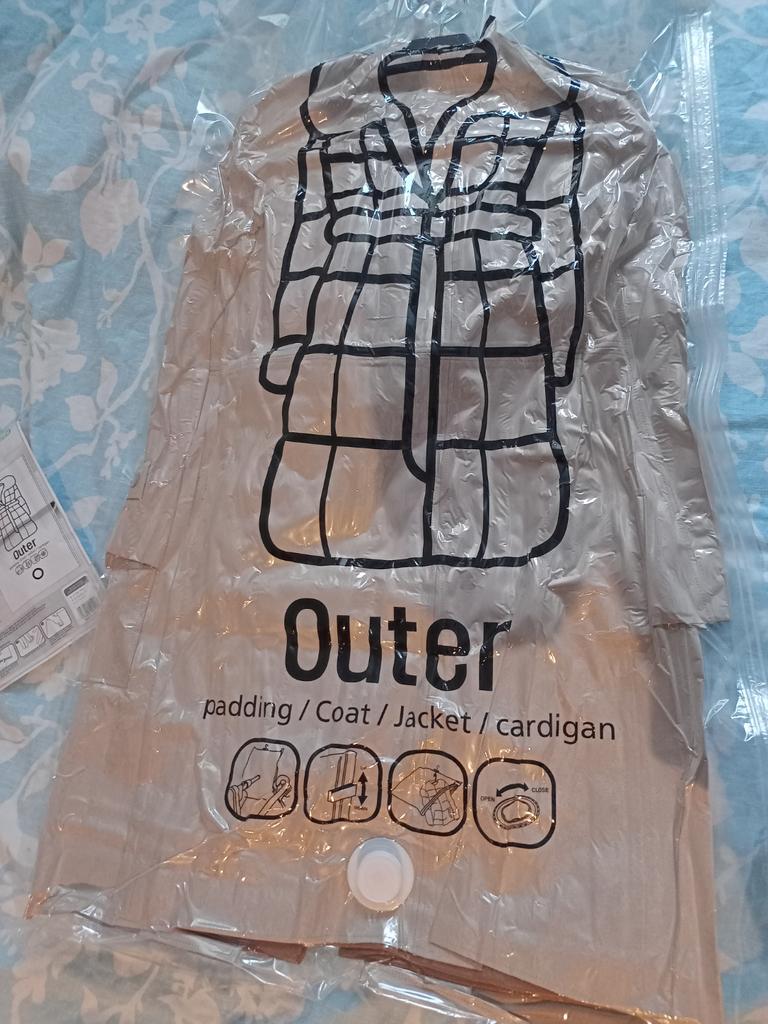 Outer
padding / Coat / Jacket / cardigan
OPEN CLOSE
Outer